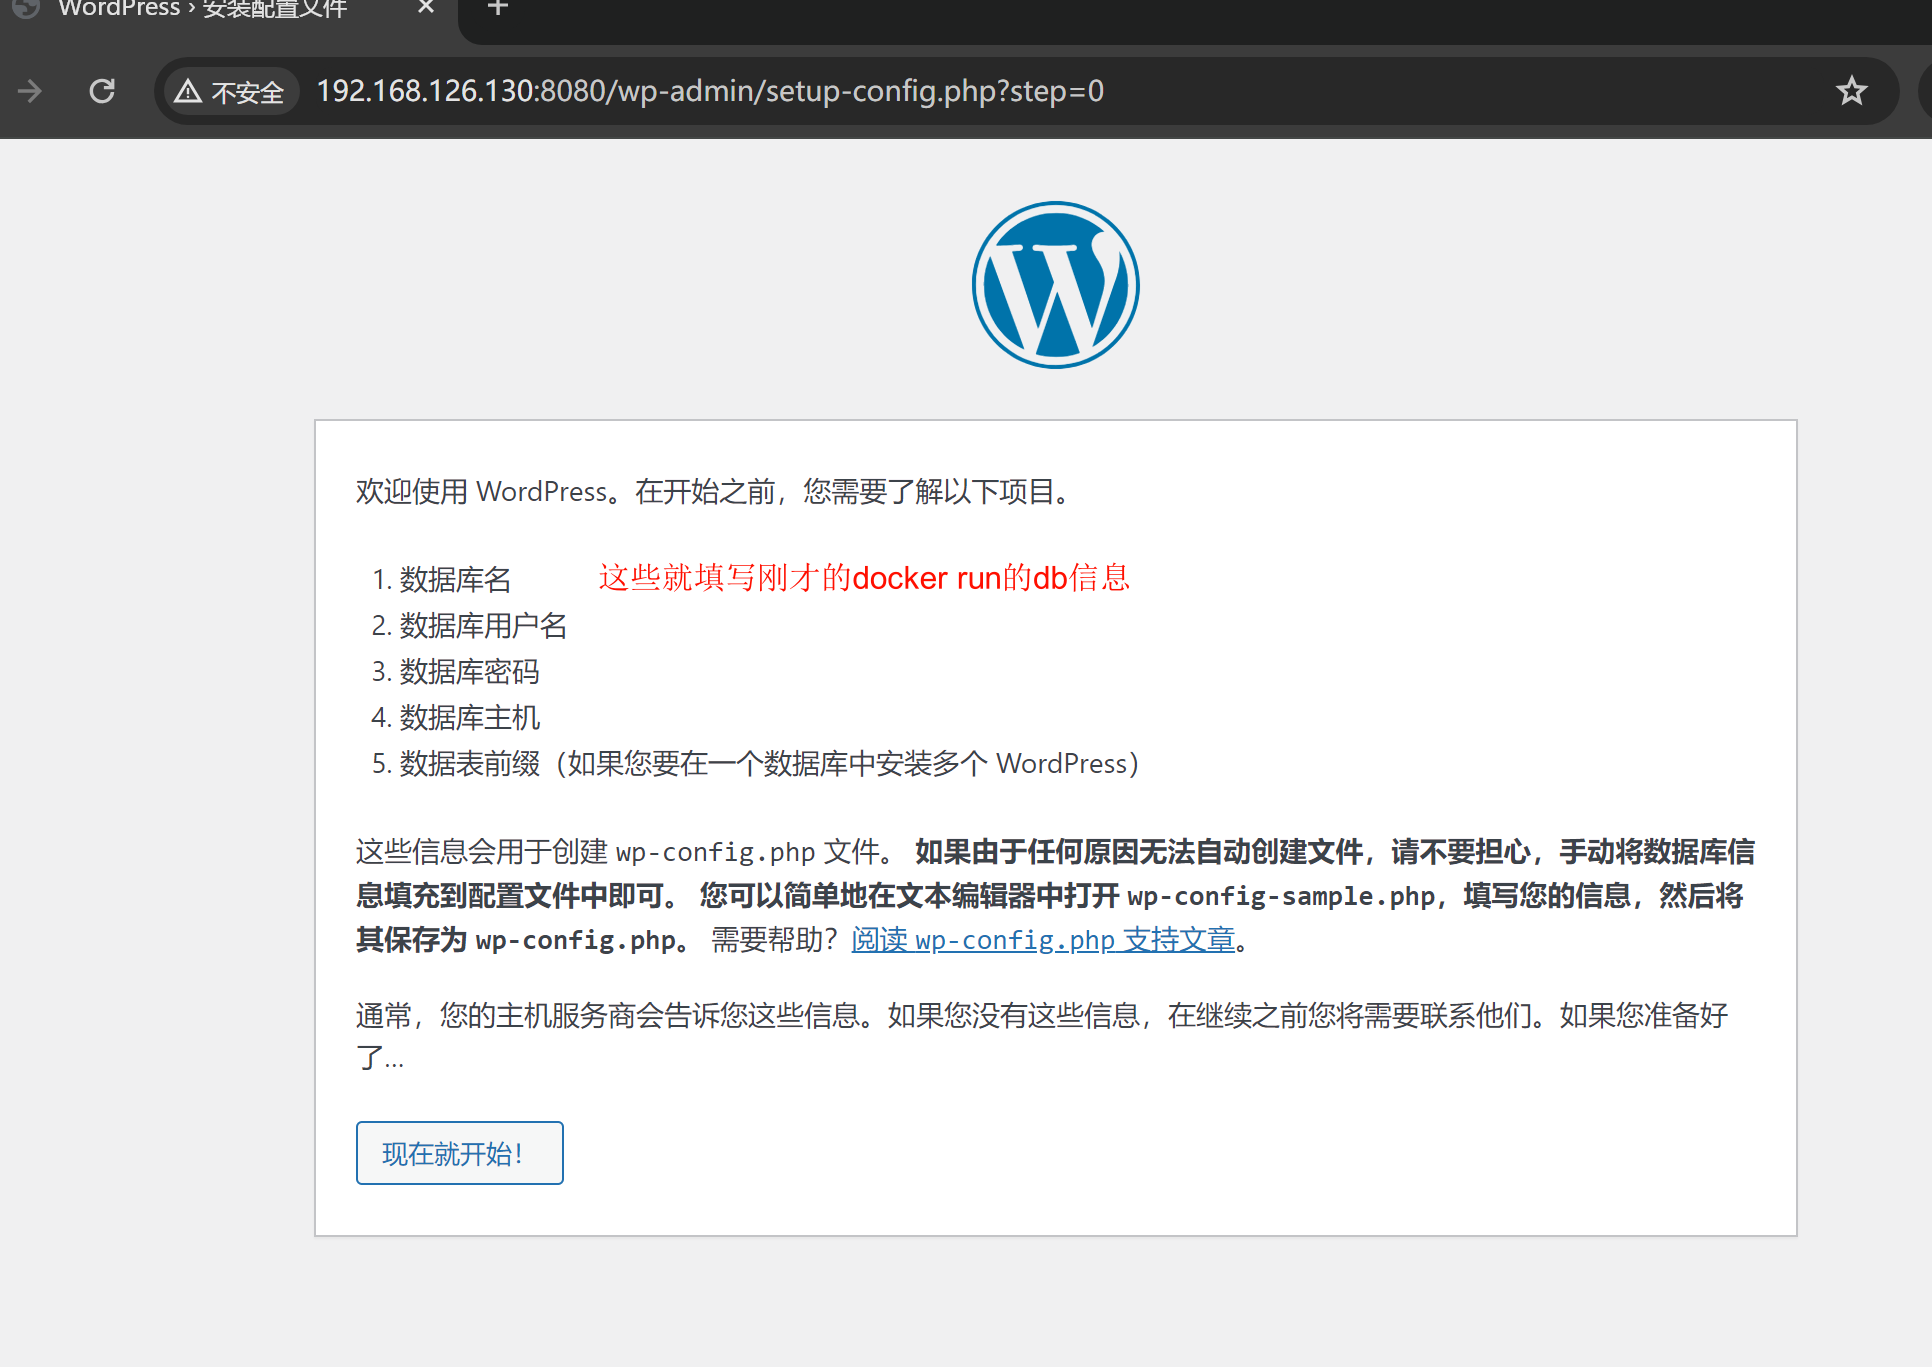 WordPress › 安装配置文件
不安全 192.168.126.130:8080/wp-admin/setup-config.php?step=0
欢迎使用 WordPress。在开始之前，您需要了解以下项目。
1. 数据库名 这些就填写刚才的docker run的db信息
2. 数据库用户名
3. 数据库密码
4. 数据库主机
5. 数据表前缀（如果您要在一个数据库中安装多个 WordPress）
这些信息会用于创建 wp-config.php 文件。 如果由于任何原因无法自动创建文件，请不要担心，手动将数据库信
息填充到配置文件中即可。 您可以简单地在文本编辑器中打开 wp-config-sample.php，填写您的信息，然后将
其保存为 wp-config.php。 需要帮助？阅读 wp-config.php 支持文章。
通常，您的主机服务商会告诉您这些信息。如果您没有这些信息，在继续之前您将需要联系他们。如果您准备好
了…
现在就开始！